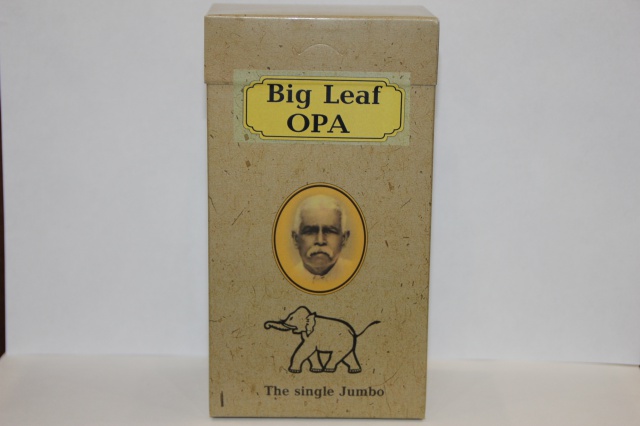 Big Leaf
OPA
The single Jumbo